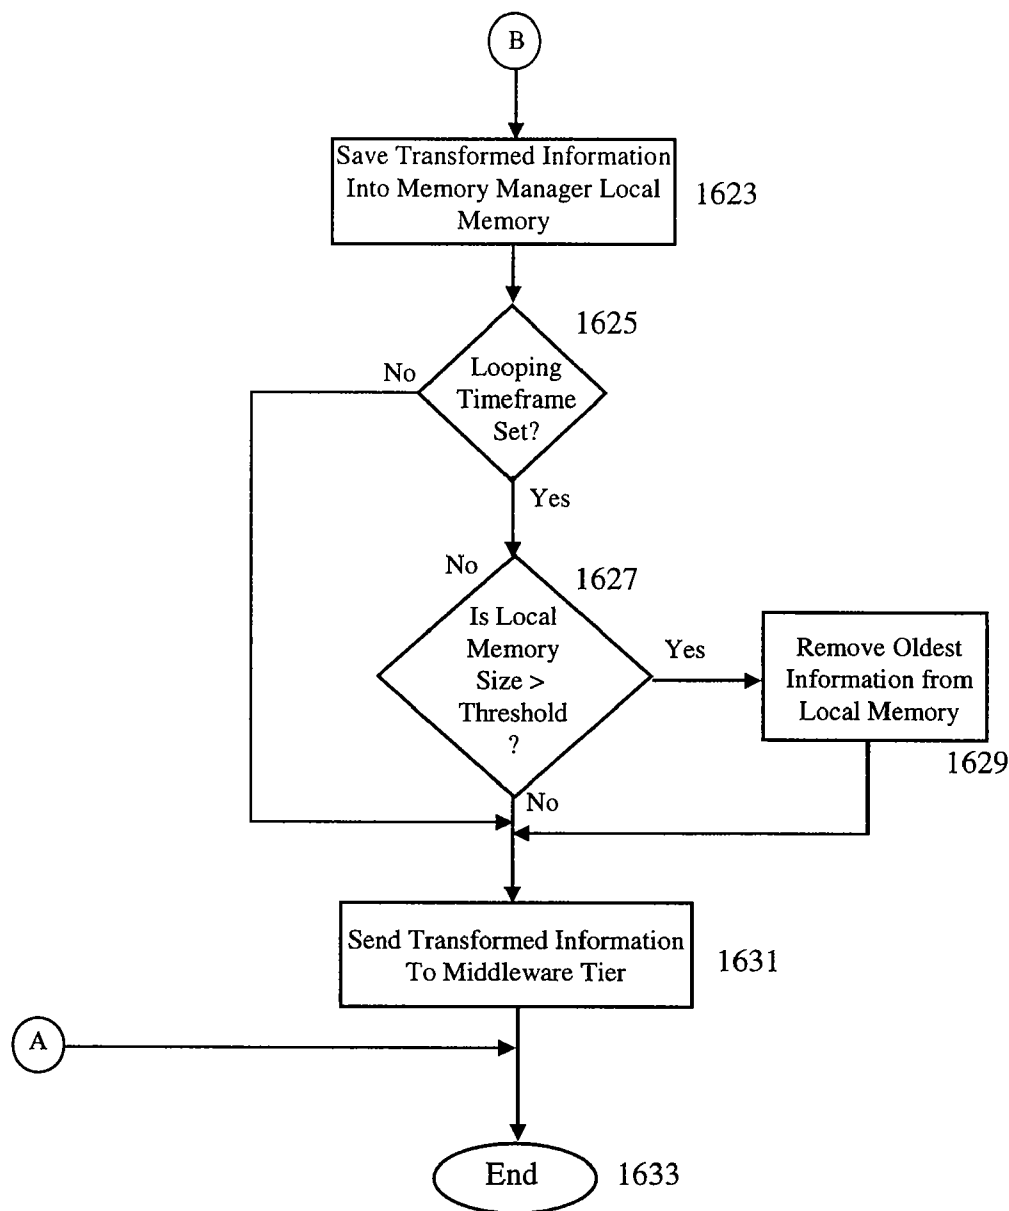 B
Save Transformed Information
Into Memory Manager Local
Memory
1623
1625
No
Looping
Timeframe
Set?
Yes
No
1627
Is Local
Memory
Size >
Threshold
?
Yes
Remove Oldest
Information from
Local Memory
1629
No
Send Transformed Information
To Middleware Tier
1631
A
End
1633